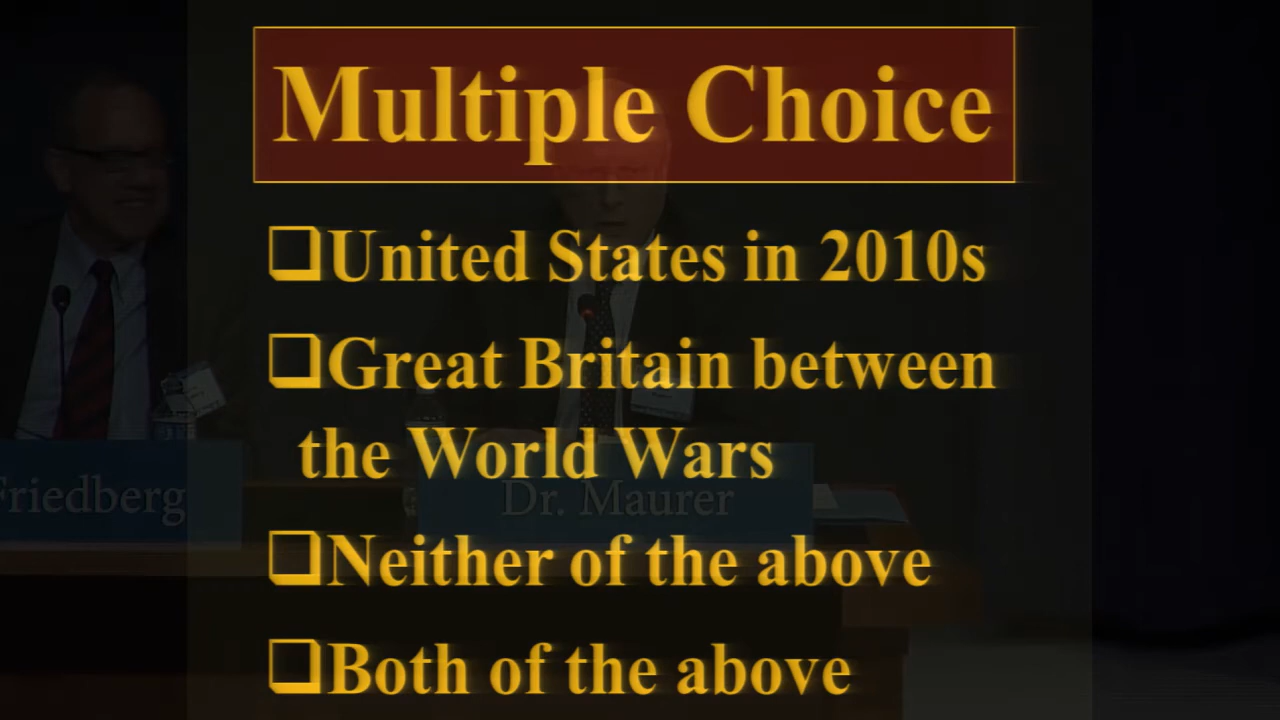 Multiple Choice
❑United States in 2010s
❑Great Britain between
the World Wars
Friedberg
Dr. Maurer
❑Neither of the above
❑Both of the above